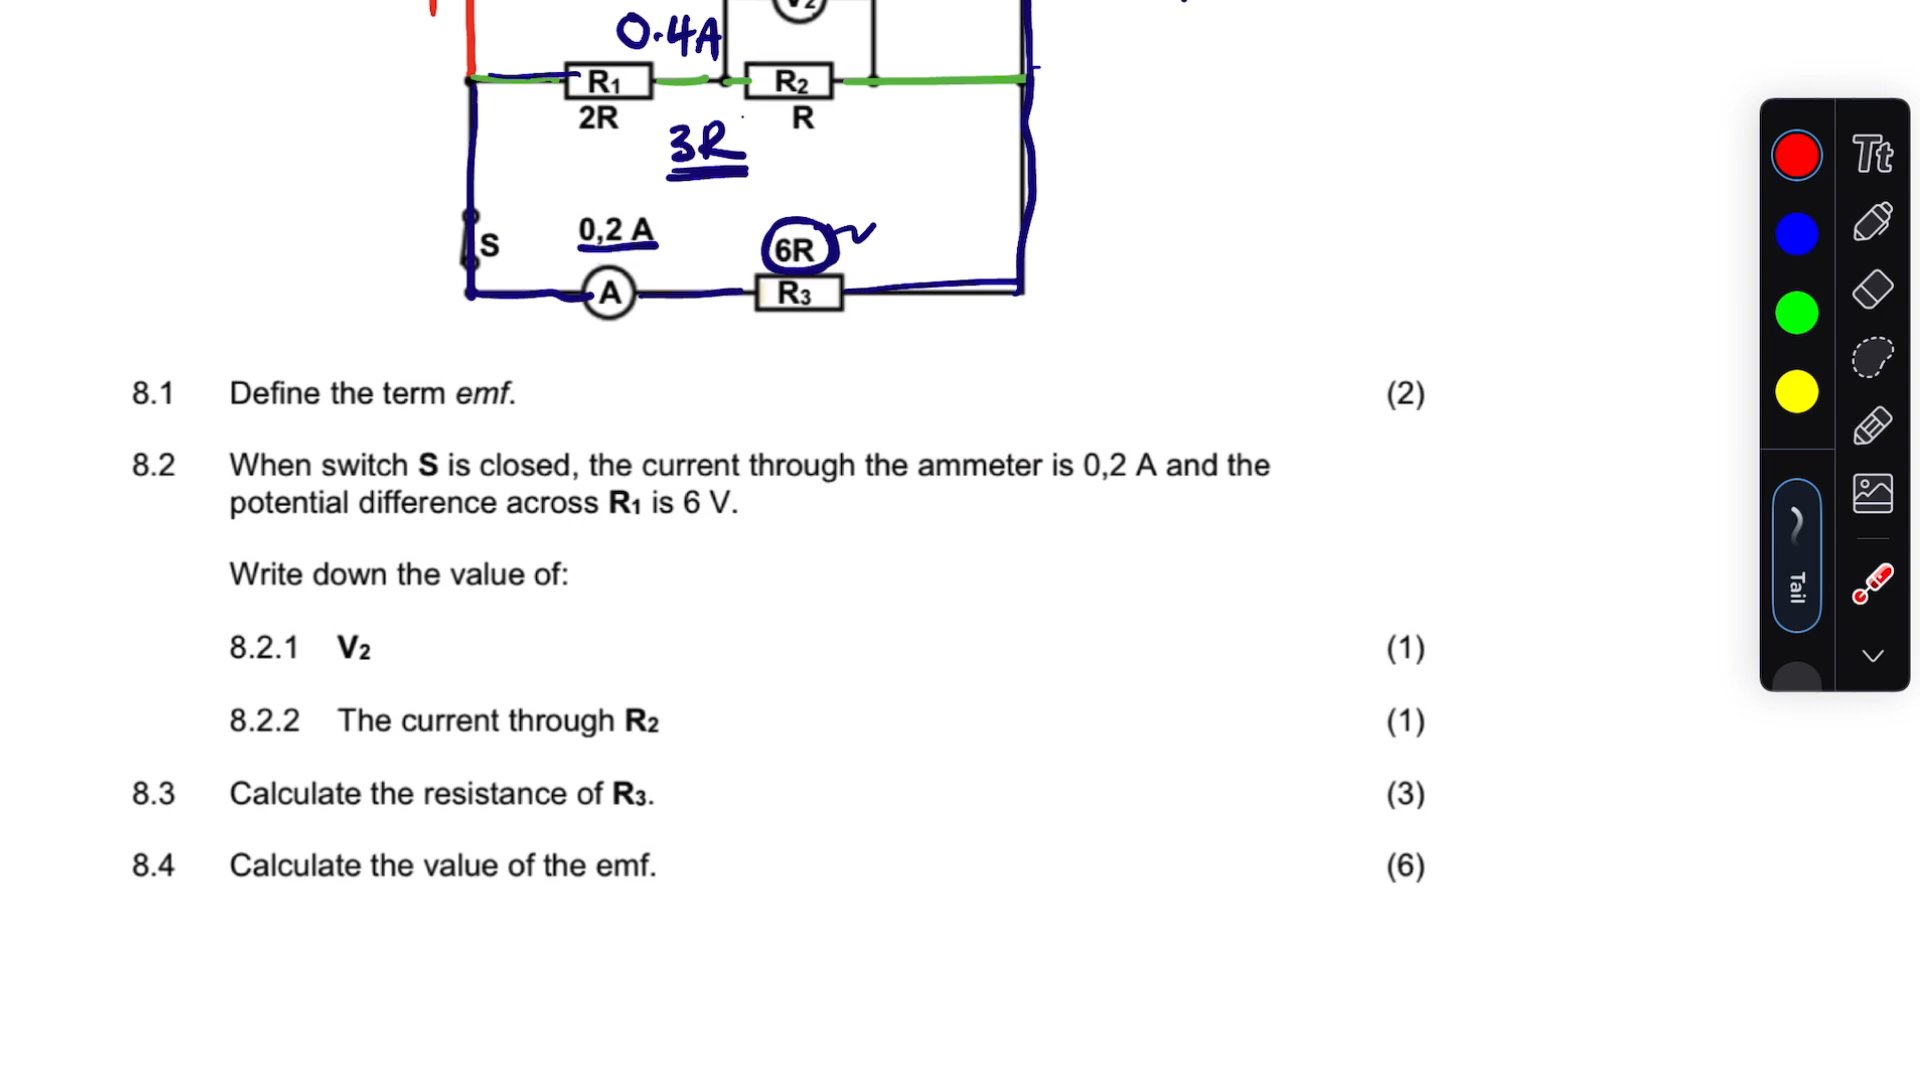 V2
0.4A
R1
R2
2R
R
3R
S
0,2 A
6R
A
R3
8.1 Define the term emf. (2)
8.2 When switch S is closed, the current through the ammeter is 0,2 A and the
potential difference across R1 is 6 V.
Write down the value of:
8.2.1 V2 (1)
8.2.2 The current through R2 (1)
8.3 Calculate the resistance of R3. (3)
8.4 Calculate the value of the emf. (6)
Tt
Tail